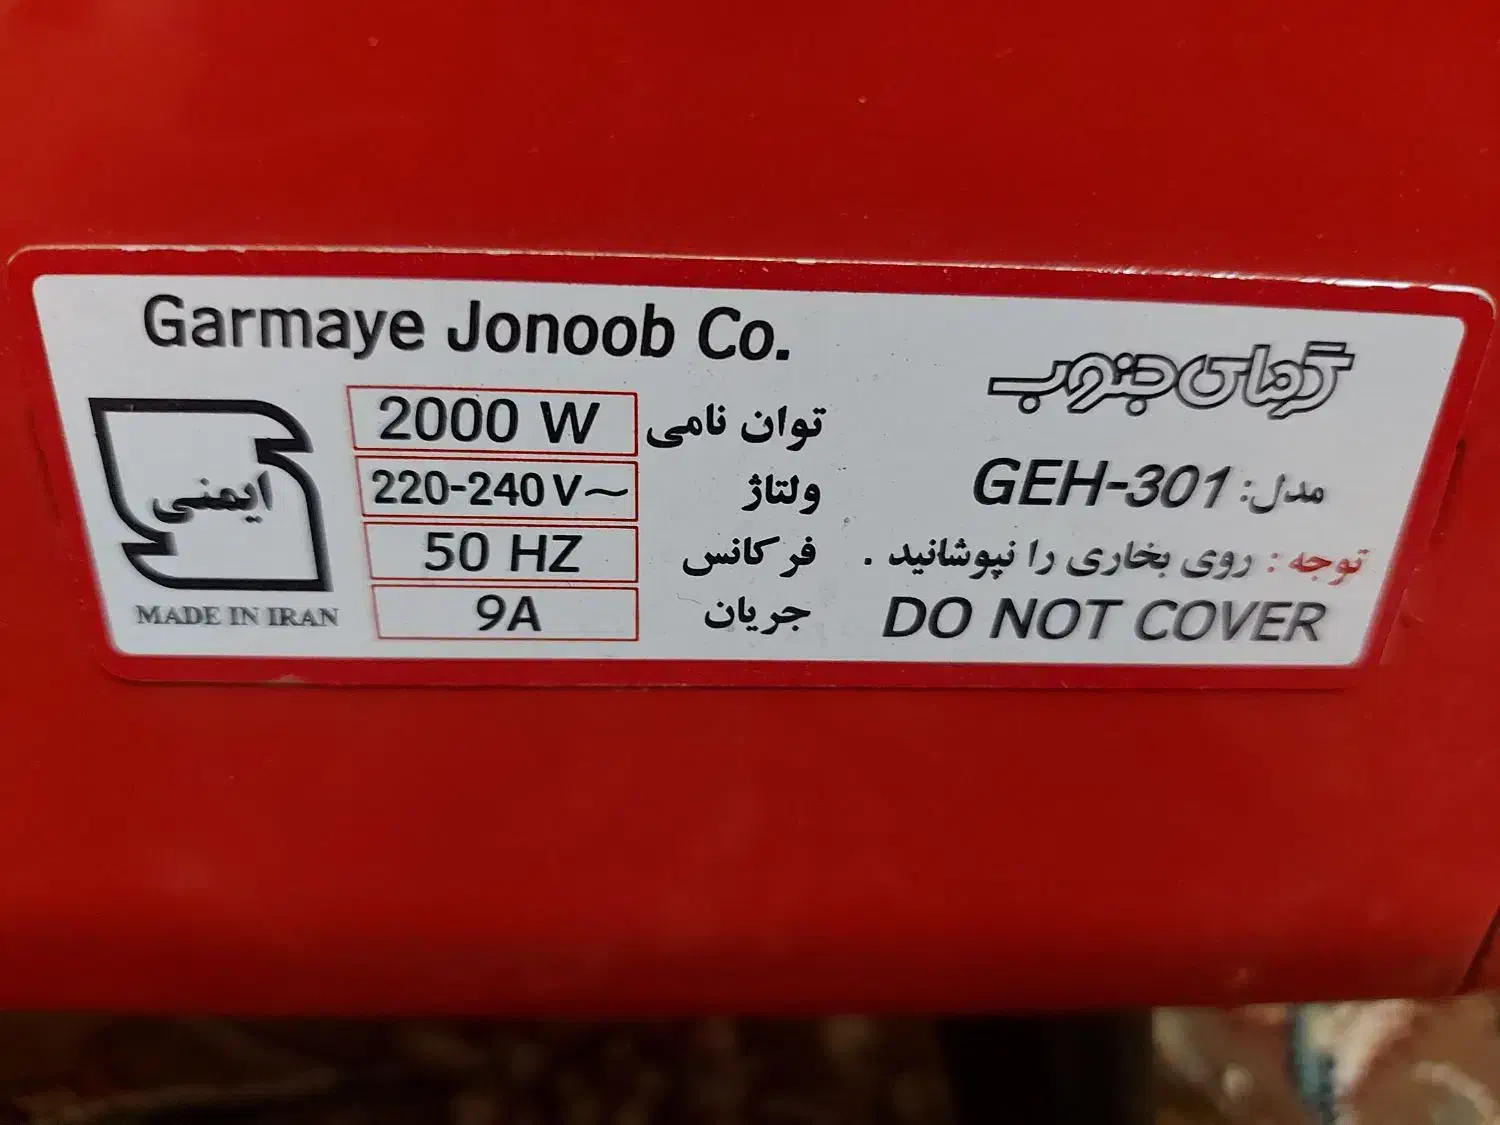 Garmaye Jonoob Co.
گرمای جنوب
مدل: GEH-301
توجه : روی بخاری را نپوشانید .
DO NOT COVER
توان نامی 2000 W
ولتاژ 220-240 V~
فرکانس 50 HZ
جریان 9A
ایمنی
MADE IN IRAN